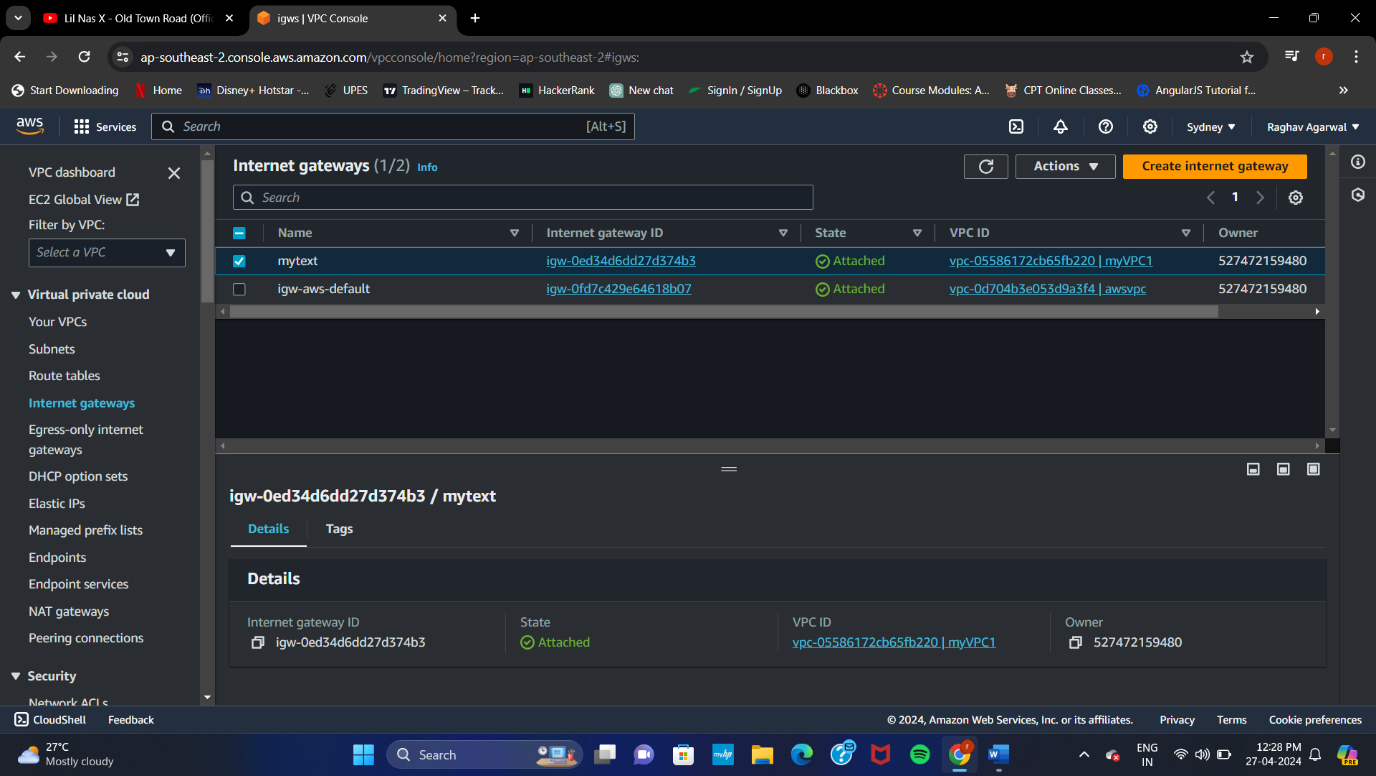 Lil Nas X - Old Town Road (Offi
igws | VPC Console
ap-southeast-2.console.aws.amazon.com/vpcconsole/home?region=ap-southeast-2#igws:
r
Start Downloading
Home
Disney+ Hotstar -...
UPES
TradingView – Track...
HackerRank
New chat
SignIn / SignUp
Blackbox
Course Modules: A...
CPT Online Classes...
AngularJS Tutorial f...
aws
Services
Search [Alt+S]
Sydney
Raghav Agarwal
VPC dashboard
EC2 Global View
Filter by VPC:
Select a VPC
Virtual private cloud
Your VPCs
Subnets
Route tables
Internet gateways
Egress-only internet
gateways
DHCP option sets
Elastic IPs
Managed prefix lists
Endpoints
Endpoint services
NAT gateways
Peering connections
Security
Network ACLs
Internet gateways (1/2) Info
Actions
Create internet gateway
Search
1
Name Internet gateway ID State VPC ID Owner
mytext igw-0ed34d6dd27d374b3 Attached vpc-05586172cb65fb220 | myVPC1 527472159480
igw-aws-default igw-0fd7c429e64618b07 Attached vpc-0d704b3e053d9a3f4 | awsvpc 527472159480
igw-0ed34d6dd27d374b3 / mytext
Details Tags
Details
Internet gateway ID
igw-0ed34d6dd27d374b3
State
Attached
VPC ID
vpc-05586172cb65fb220 | myVPC1
Owner
527472159480
CloudShell Feedback
© 2024, Amazon Web Services, Inc. or its affiliates. Privacy Terms Cookie preferences
27°C
Mostly cloudy
Search
ENG
IN
12:28 PM
27-04-2024
PRE